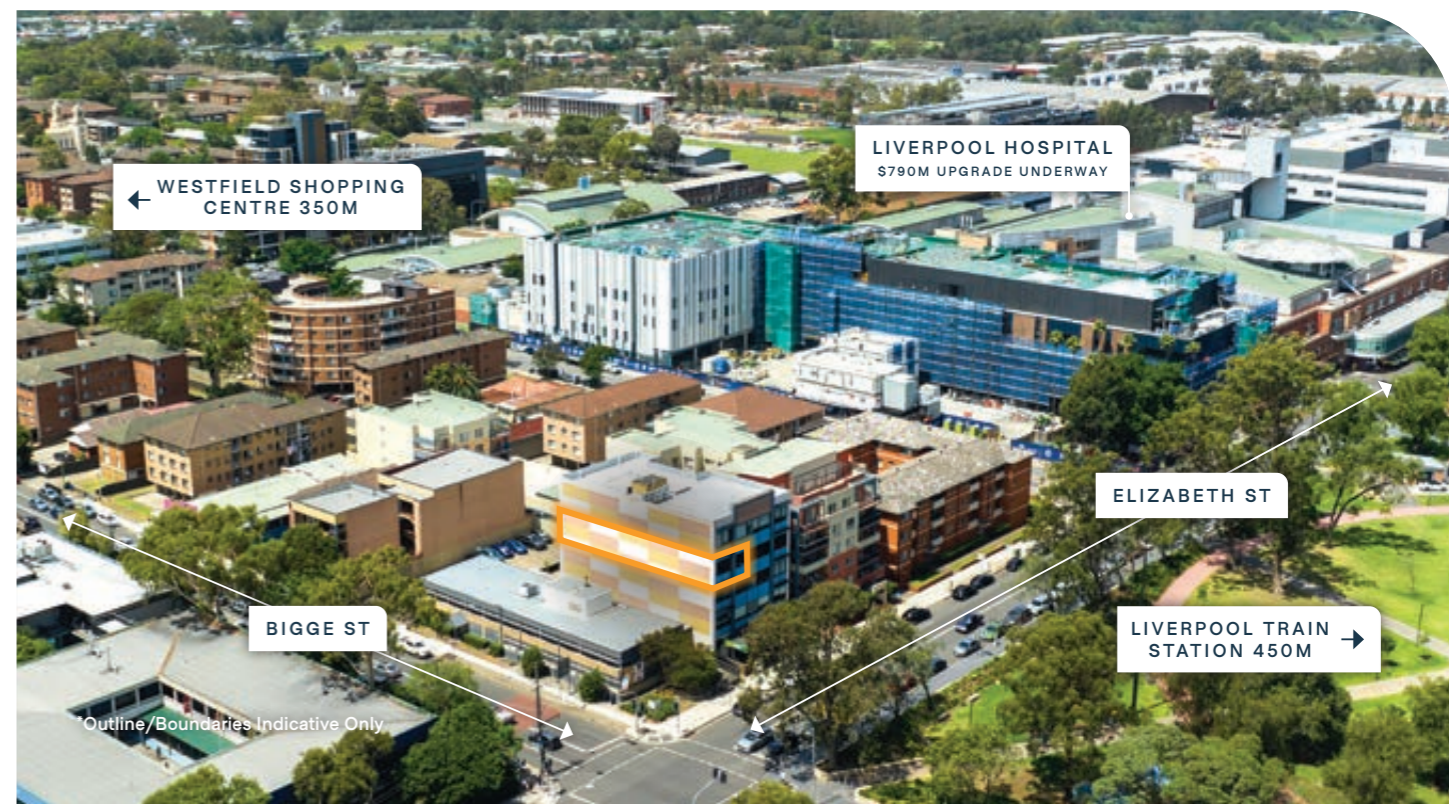 LIVERPOOL HOSPITAL
$790M UPGRADE UNDERWAY
WESTFIELD SHOPPING
CENTRE 350M
ELIZABETH ST
BIGGE ST
LIVERPOOL TRAIN
STATION 450M
*Outline/Boundaries Indicative Only